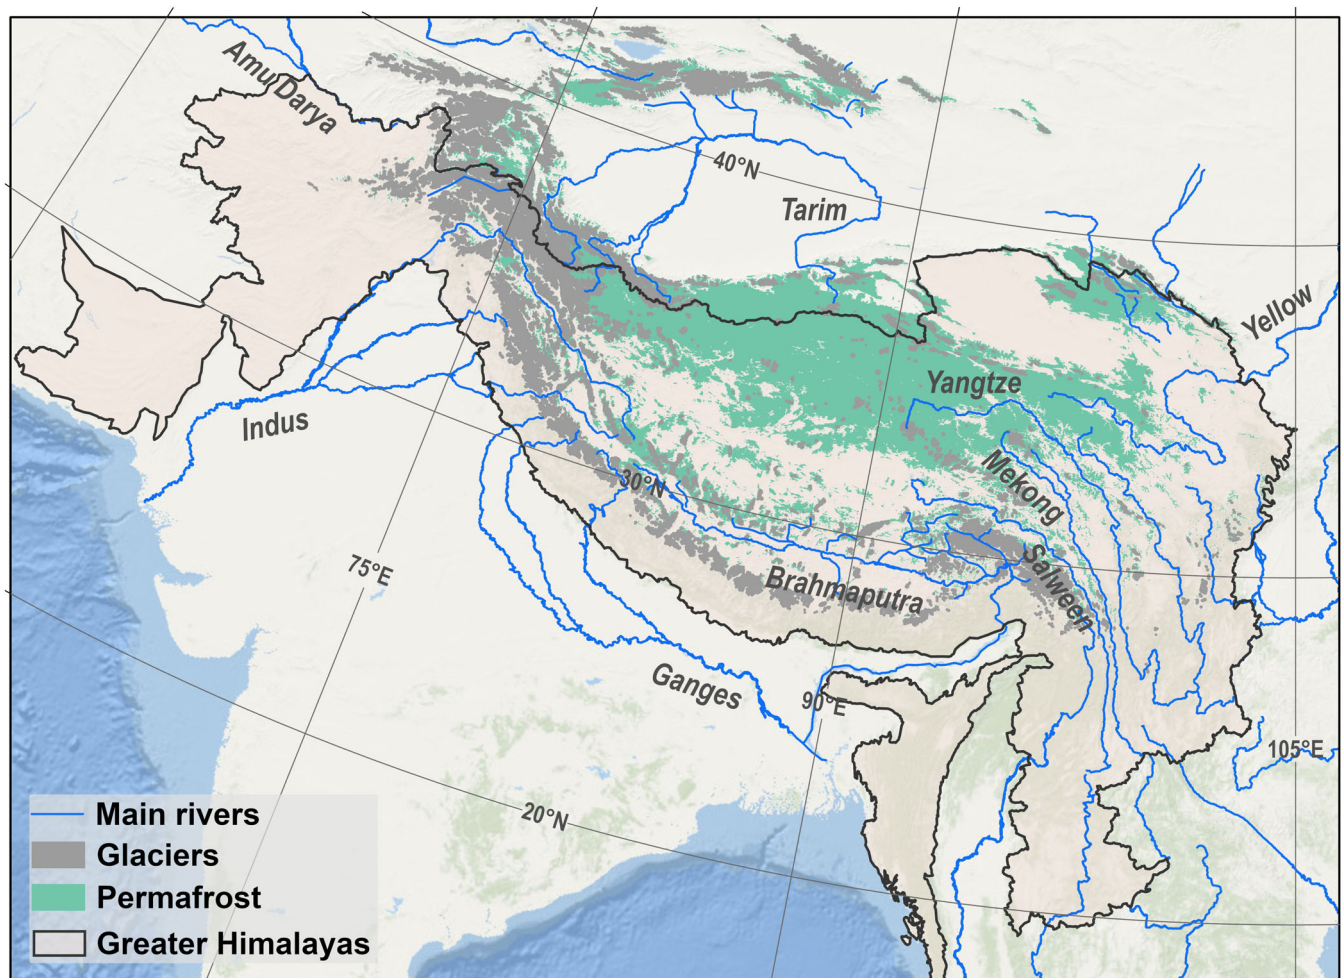 Amu Darya
40°N
Tarim
Yellow
Yangtze
Indus
Mekong
30°N
Salween
75°E
Brahmaputra
Ganges
90°E
105°E
20°N
Main rivers
Glaciers
Permafrost
Greater Himalayas